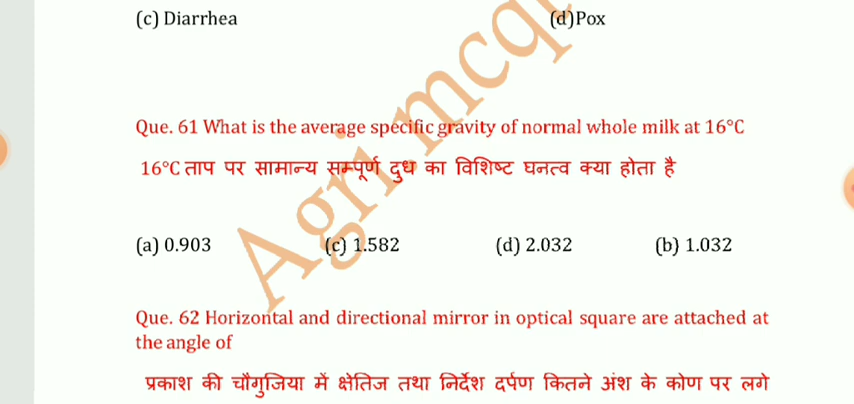 (c) Diarrhea (d)Pox
Que. 61 What is the average specific gravity of normal whole milk at 16°C
16°C ताप पर सामान्य सम्पूर्ण दुध का विशिष्ट घनत्व क्या होता है
(a) 0.903 (c) 1.582 (d) 2.032 (b) 1.032
Que. 62 Horizontal and directional mirror in optical square are attached at
the angle of
प्रकाश की चौगुजिया में क्षेतिज तथा निर्देश दर्पण कितने अंश के कोण पर लगे
Agri mcq